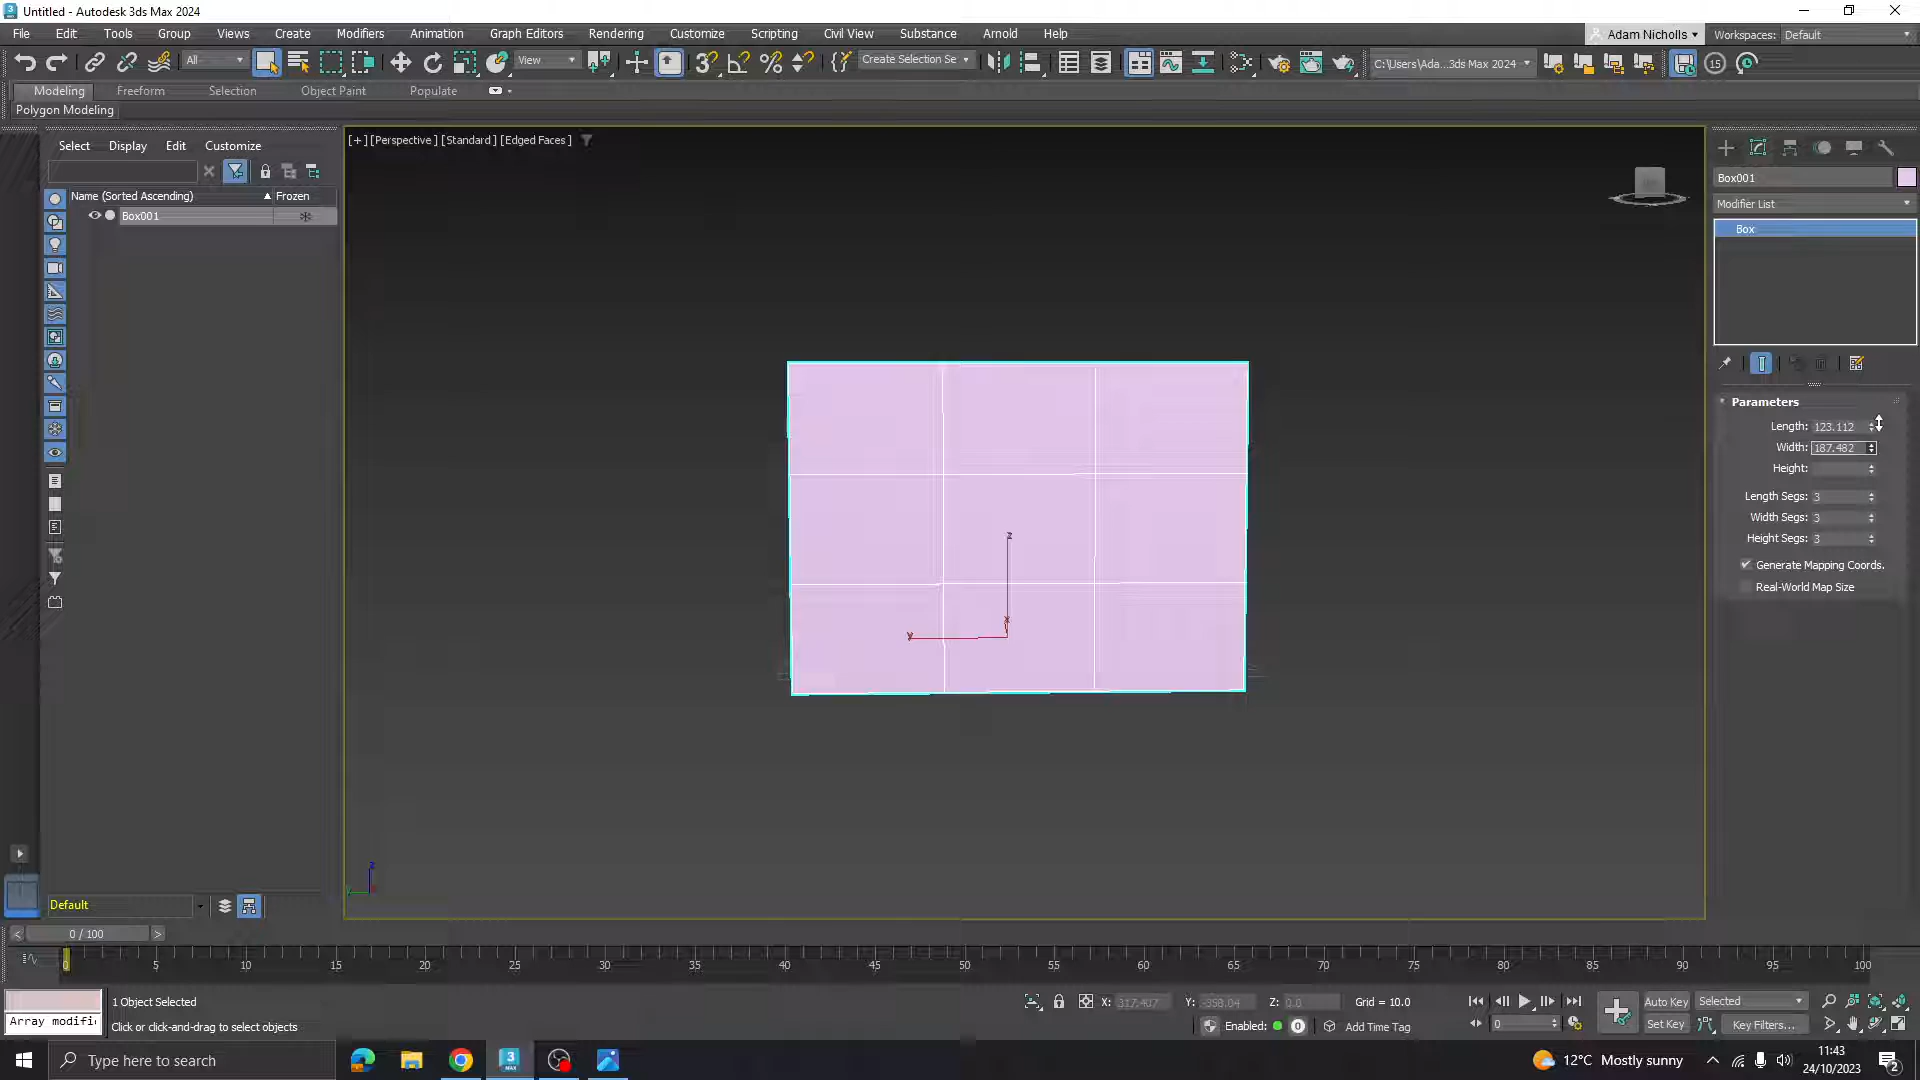 Untitled - Autodesk 3ds Max 2024
File Edit Tools Group Views Create Modifiers Animation Graph Editors Rendering Customize Scripting Civil View Substance Arnold Help
Adam Nicholls Workspaces: Default
All View Create Selection Se C:\Users\Ada...3ds Max 2024 15
Modeling Freeform Selection Object Paint Populate
Polygon Modeling
[+] [Perspective] [Standard] [Edged Faces]
Select Display Edit Customize
Name (Sorted Ascending) Frozen
Box001
Box001
Modifier List
Box
Parameters
Length: 123.112
Width: 187.482
Height:
Length Segs: 3
Width Segs: 3
Height Segs: 3
Generate Mapping Coords.
Real-World Map Size
z
x
y
z
Default
0 / 100
0 5 10 15 20 25 30 35 40 45 50 55 60 65 70 75 80 85 90 95 100
1 Object Selected
X: 317.407 Y: -358.04 Z: 0.0 Grid = 10.0
Auto Key Selected
Array modifi
Click or click-and-drag to select objects
Enabled: 0 Add Time Tag
0 Set Key Key Filters...
Type here to search
3 MAX
12°C Mostly sunny
11:43
24/10/2023
2